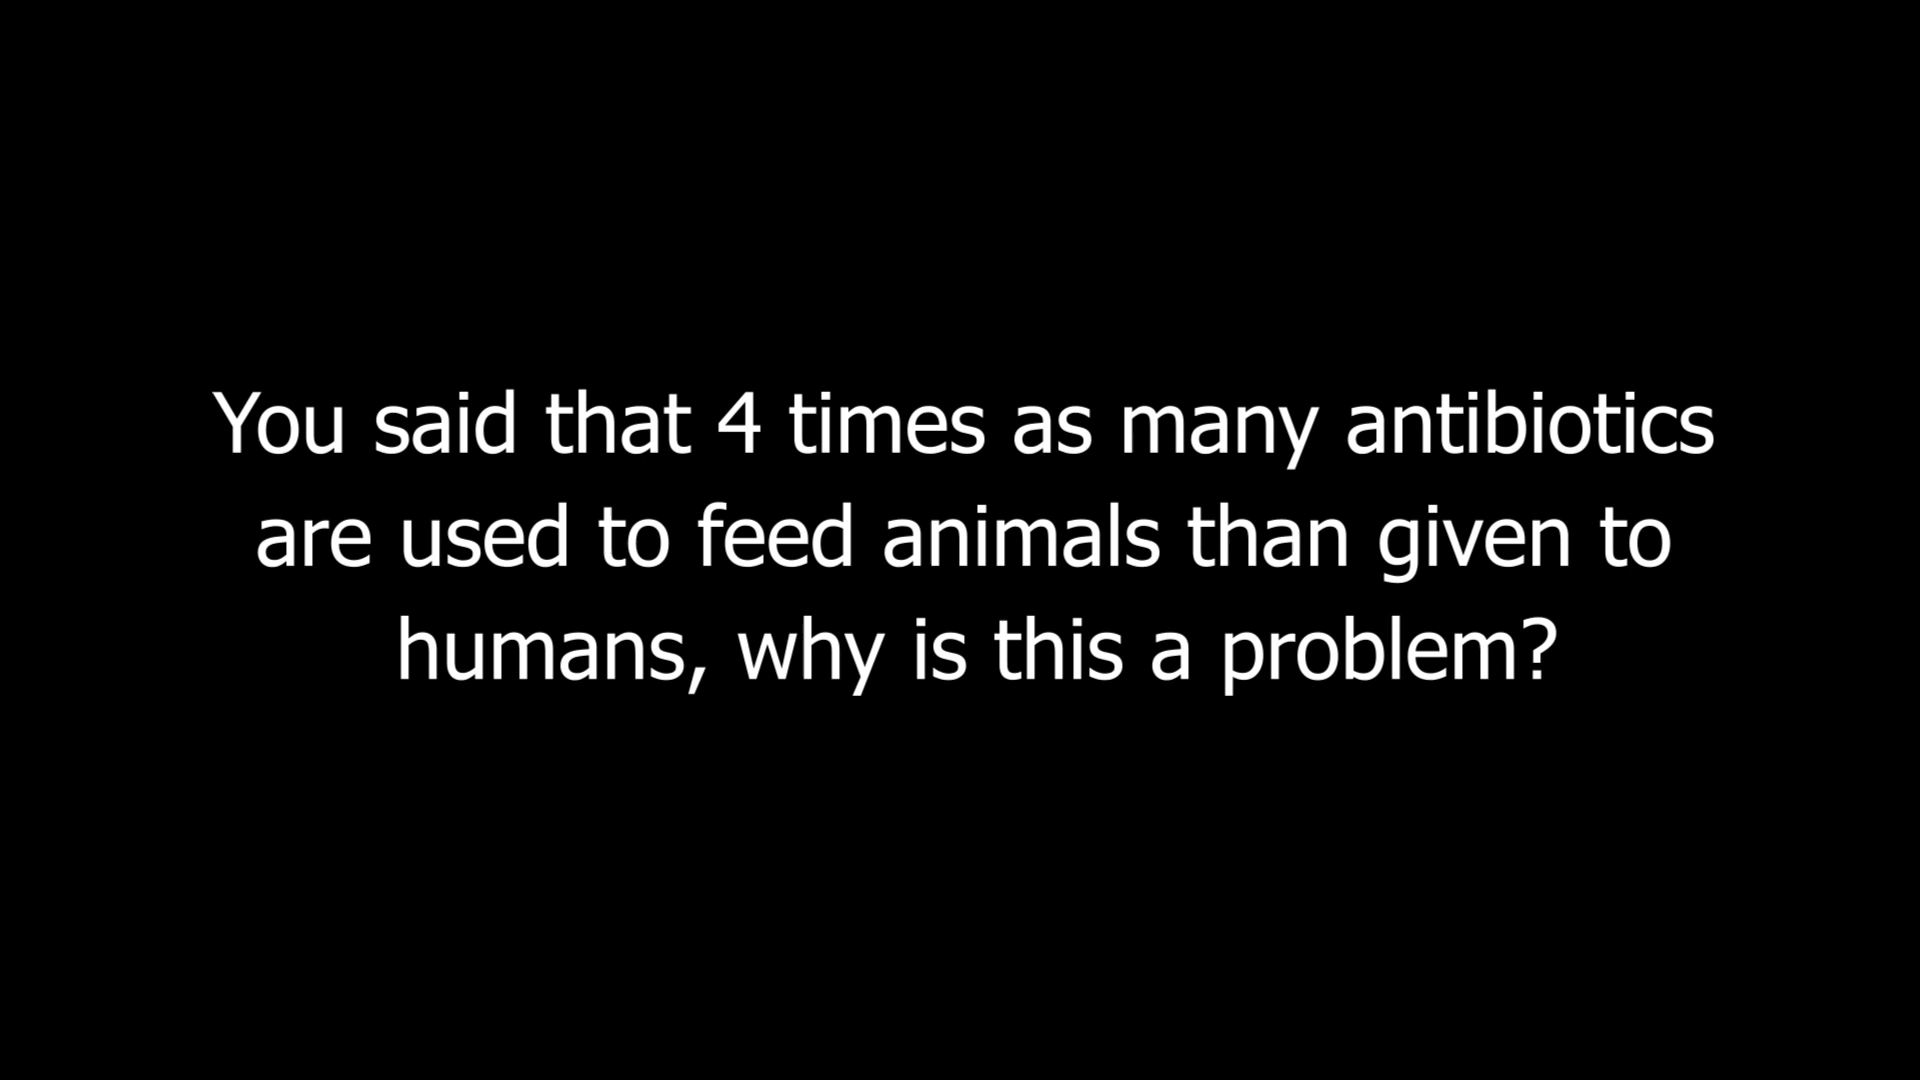 You said that 4 times as many antibiotics
are used to feed animals than given to
humans, why is this a problem?